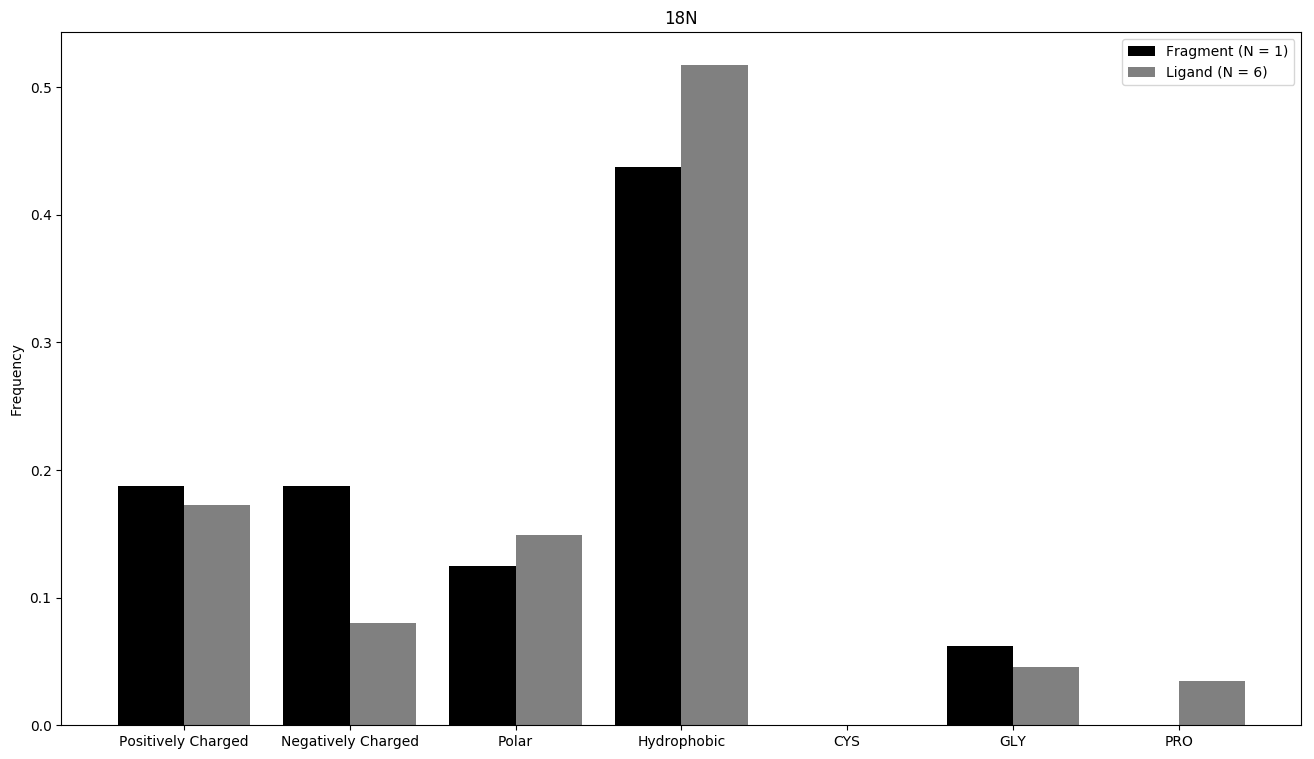 18N
Fragment (N = 1)
Ligand (N = 6)
Frequency
0.5
0.4
0.3
0.2
0.1
0.0
Positively Charged
Negatively Charged
Polar
Hydrophobic
CYS
GLY
PRO